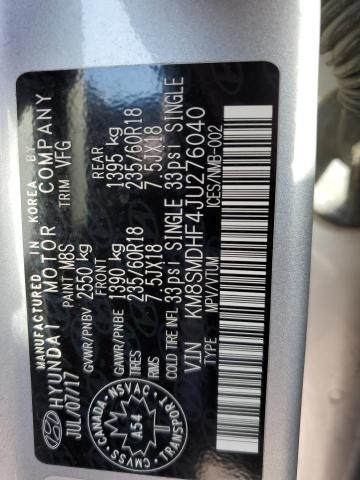 MANUFACTURED IN KOREA BY
HYUNDAI MOTOR COMPANY
JUL/07/17 PAINT M8S TRIM VFG
GVWR/PNBV 2550 kg
FRONT REAR
GAWR/PNBE 1390 kg 1395 kg
TIRES 235/60R18 235/60R18
RIMS 7.5JX18 7.5JX18
COLD TIRE INFL 33psi SINGLE 33psi SINGLE
VIN KM8SMDHF4JU276040
TYPE MPV/VTUM ICES/NMB-002
CANADA · NSVAC · TRANSPORT · CMVSS
A54